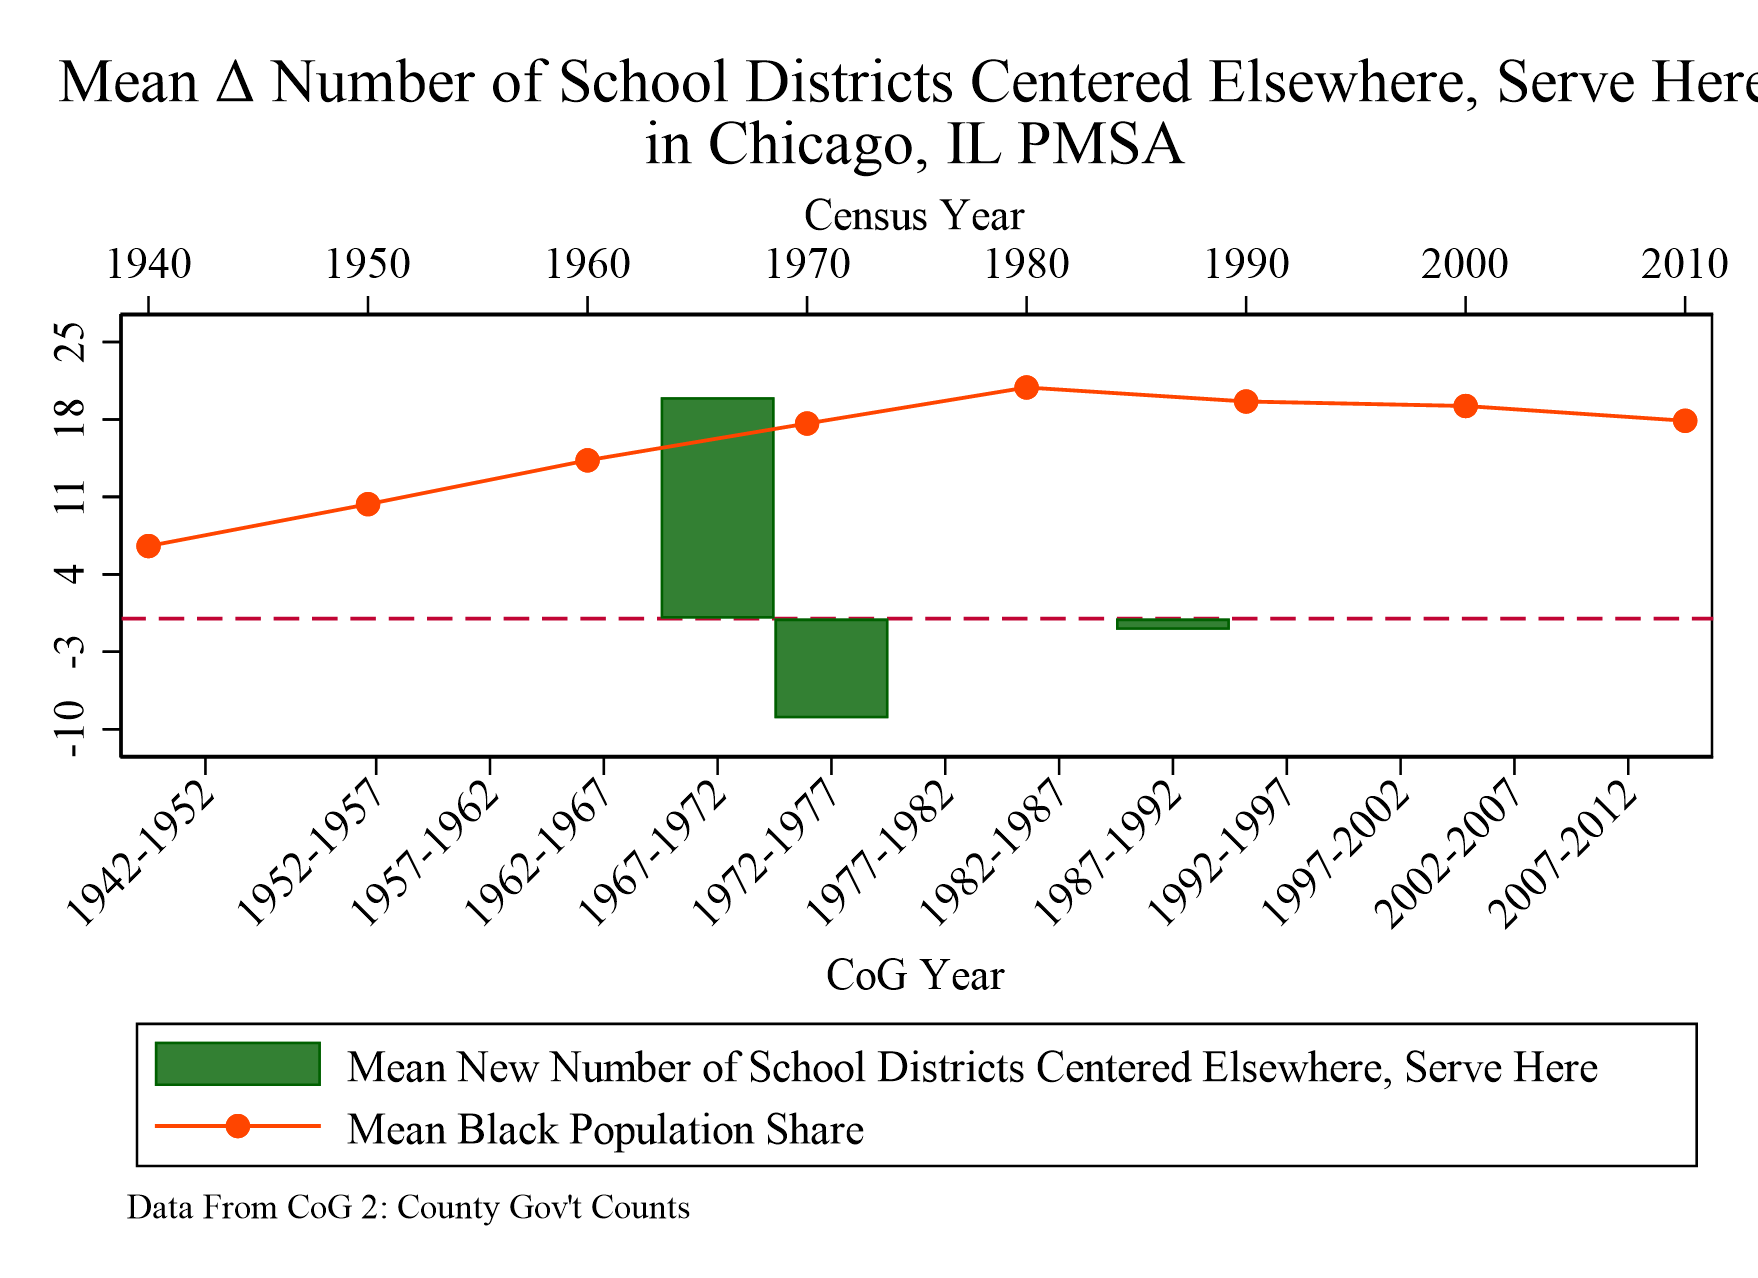 Mean Δ Number of School Districts Centered Elsewhere, Serve Here
in Chicago, IL PMSA
Census Year
1940 1950 1960 1970 1980 1990 2000 2010
25
18
11
4
-3
-10
1942-1952 1952-1957 1957-1962 1962-1967 1967-1972 1972-1977 1977-1982 1982-1987 1987-1992 1992-1997 1997-2002 2002-2007 2007-2012
CoG Year
Mean New Number of School Districts Centered Elsewhere, Serve Here
Mean Black Population Share
Data From CoG 2: County Gov't Counts